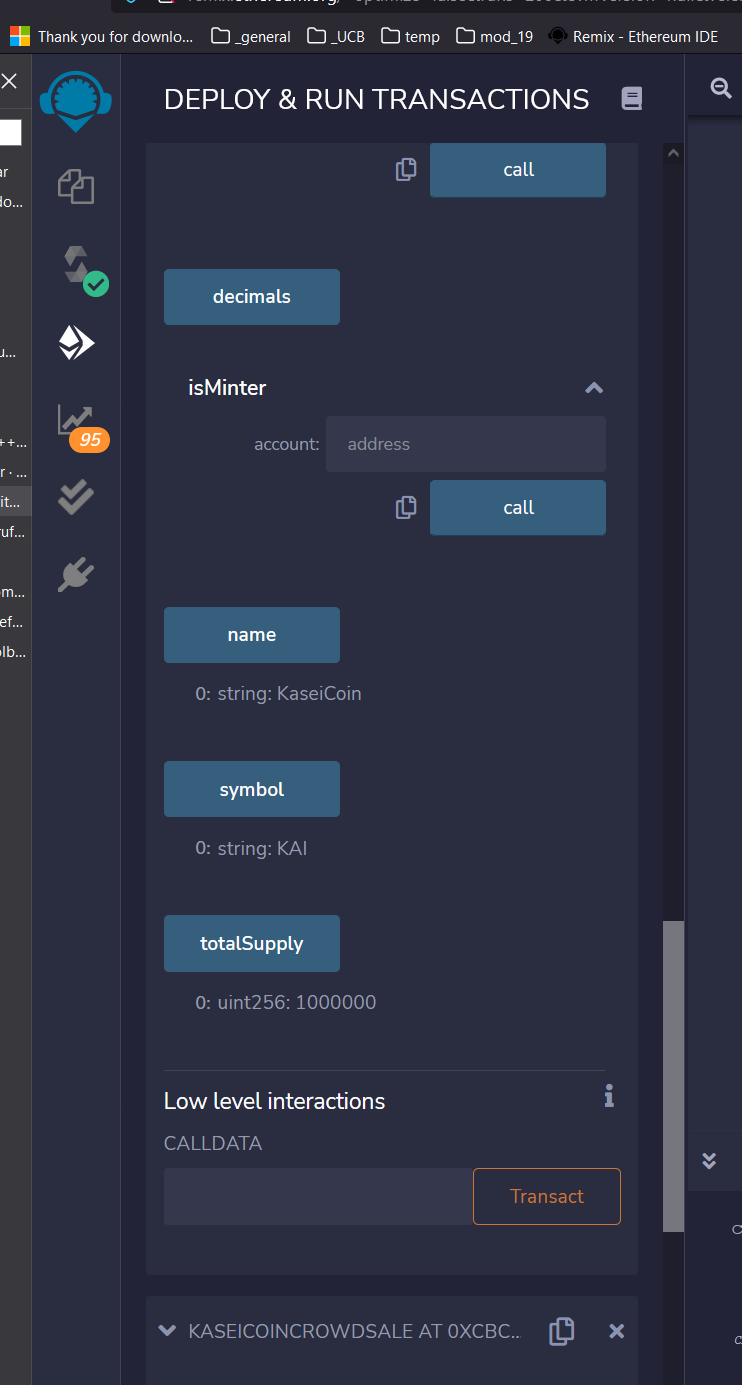 Thank you for downlo...
_general
_UCB
temp
mod_19
Remix - Ethereum IDE
DEPLOY & RUN TRANSACTIONS
call
decimals
isMinter
account:
address
call
95
name
0: string: KaseiCoin
symbol
0: string: KAI
totalSupply
0: uint256: 1000000
Low level interactions
CALLDATA
Transact
KASEICOINCROWDSALE AT 0XCBC...